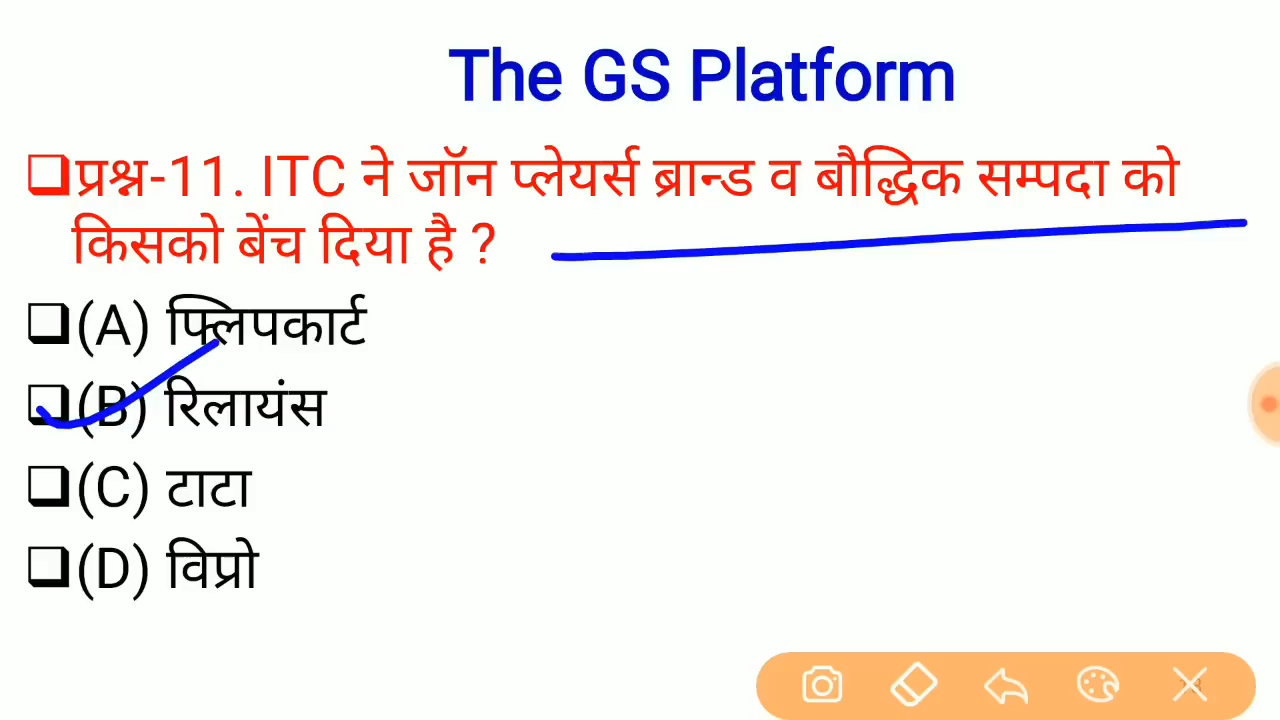 The GS Platform
प्रश्न-11. ITC ने जॉन प्लेयर्स ब्रान्ड व बौद्धिक सम्पदा को
किसको बेंच दिया है ?
(A) फ्लिपकार्ट
(B) रिलायंस
(C) टाटा
(D) विप्रो